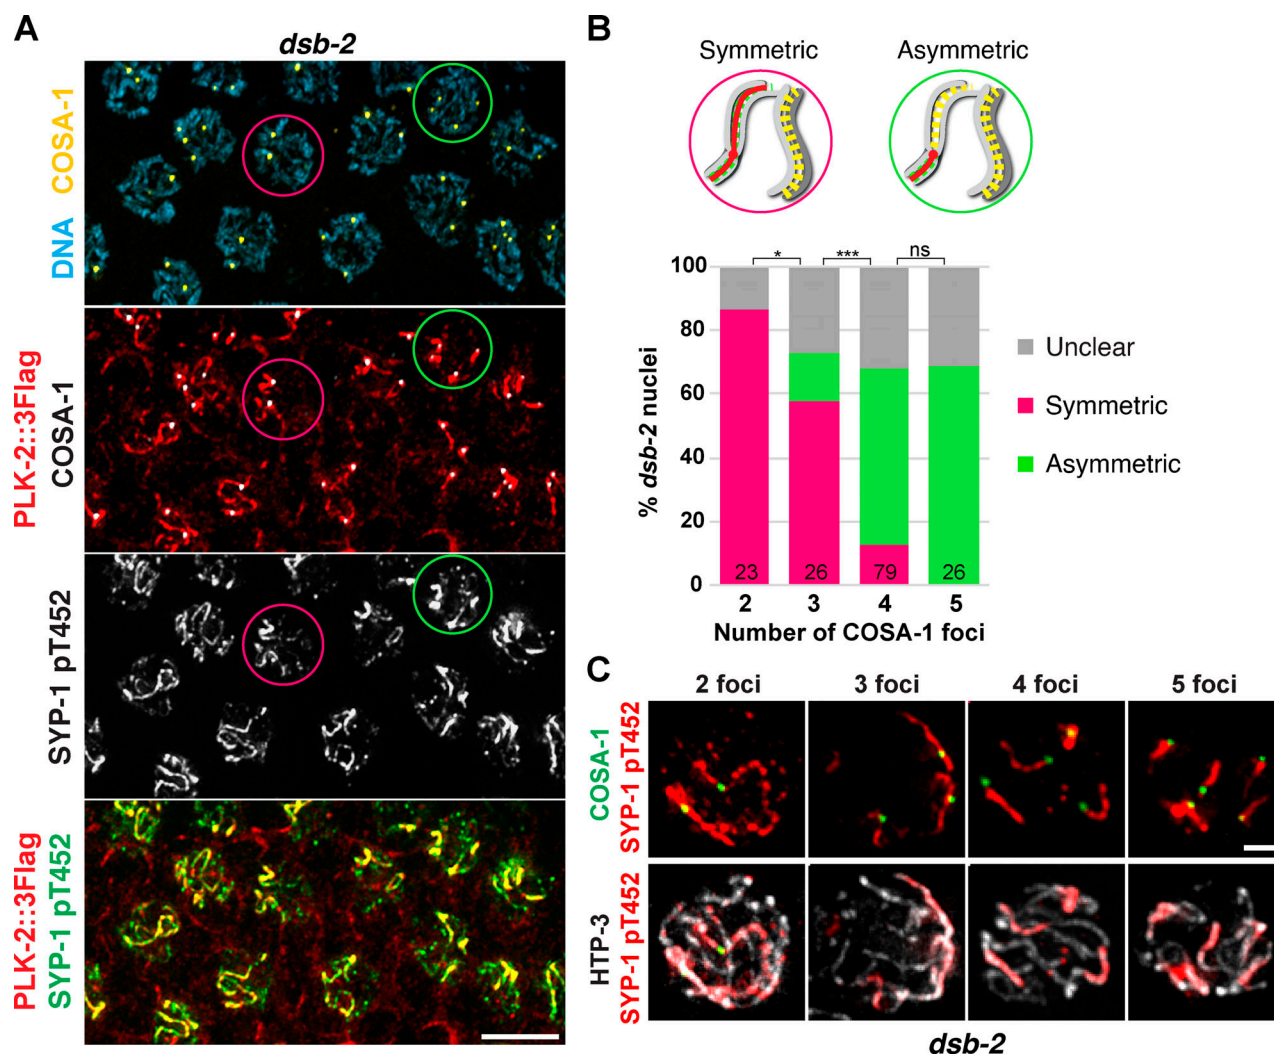 A
dsb-2
DNA COSA-1
PLK-2::3Flag
COSA-1
SYP-1 pT452
PLK-2::3Flag
SYP-1 pT452
B
Symmetric Asymmetric
* *** ns
% dsb-2 nuclei
100
80
60
40
20
0
23 26 79 26
2 3 4 5
Number of COSA-1 foci
Unclear
Symmetric
Asymmetric
C
2 foci 3 foci 4 foci 5 foci
COSA-1
SYP-1 pT452
HTP-3
SYP-1 pT452
dsb-2